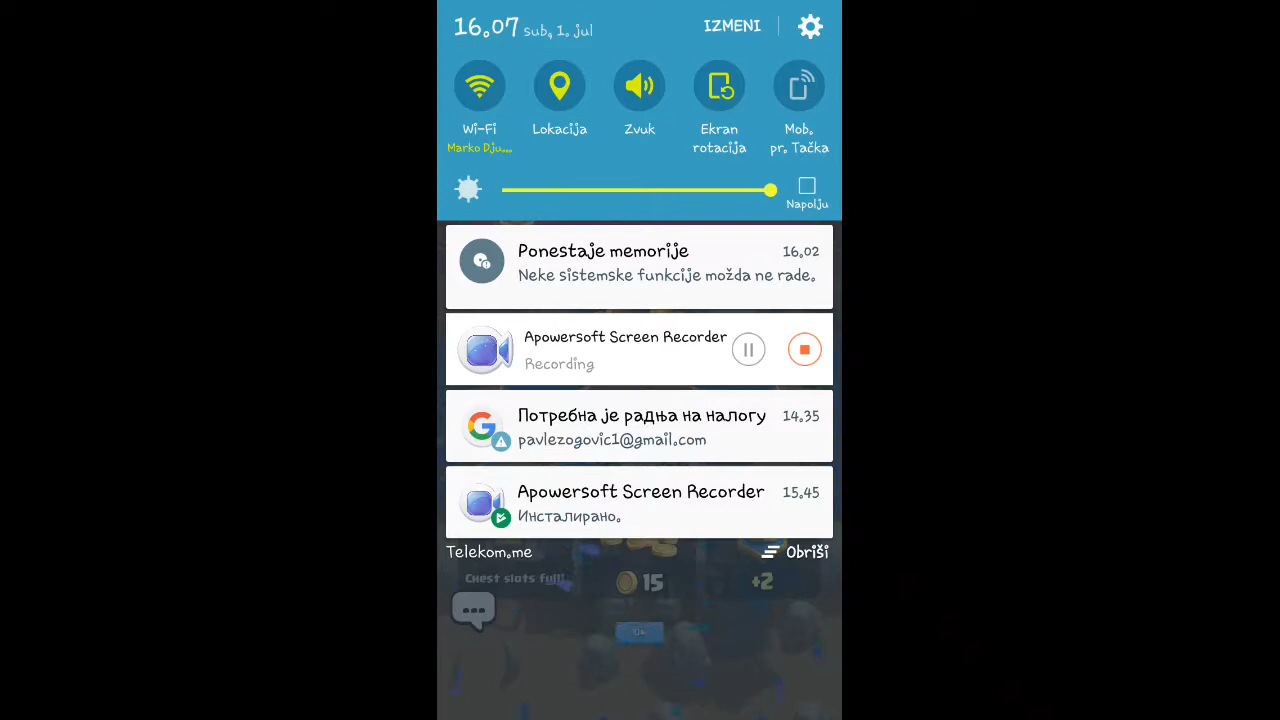 16.07 sub, 1. jul IZMENI
Wi-Fi Lokacija Zvuk Ekran rotacija Mob. pr. Tačka
Marko Dju....
Napolju
Ponestaje memorije 16.02
Neke sistemske funkcije možda ne rade.
Apowersoft Screen Recorder
Recording
Потребна је радња на налогу 14.35
pavlezogovic1@gmail.com
Apowersoft Screen Recorder 15.45
Инсталирано.
Telekom.me Obriši
Chest slots full! 15 +2